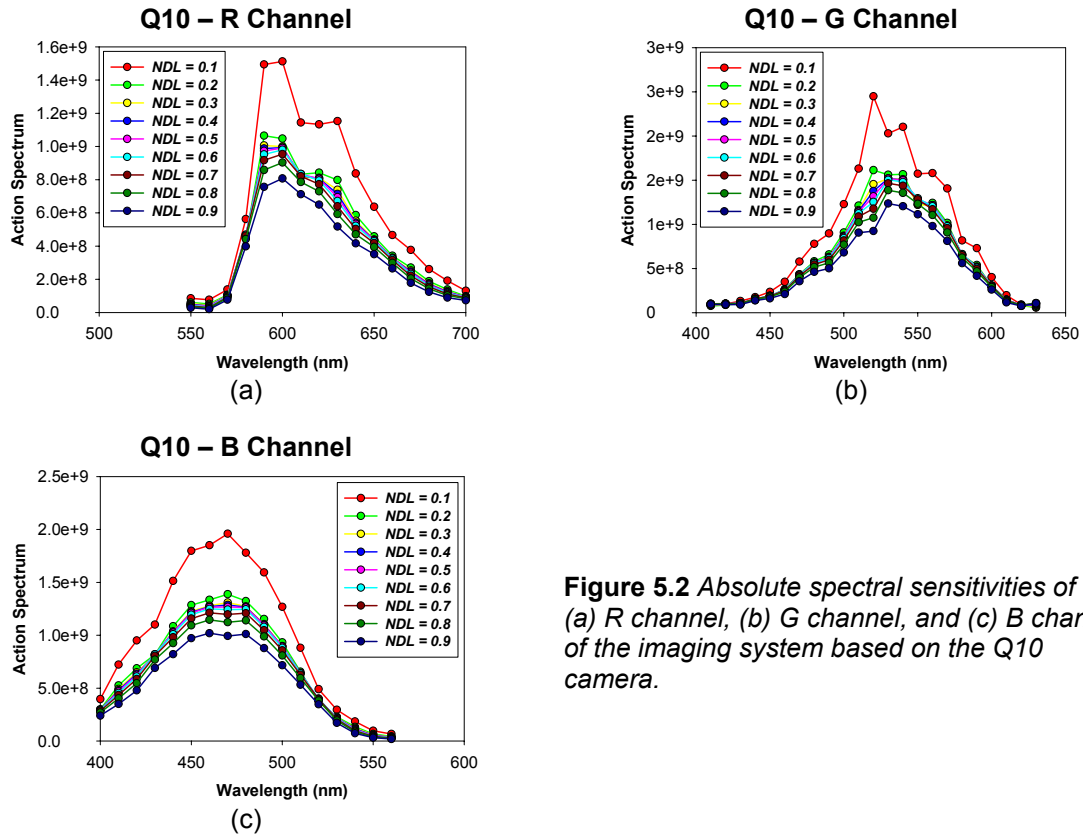 Q10 – R Channel
1.6e+9
1.4e+9
1.2e+9
1.0e+9
8.0e+8
6.0e+8
4.0e+8
2.0e+8
0.0
Action Spectrum
NDL = 0.1
NDL = 0.2
NDL = 0.3
NDL = 0.4
NDL = 0.5
NDL = 0.6
NDL = 0.7
NDL = 0.8
NDL = 0.9
500 550 600 650 700
Wavelength (nm)
(a)
Q10 – G Channel
3e+9
3e+9
2e+9
2e+9
1e+9
5e+8
0
Action Spectrum
NDL = 0.1
NDL = 0.2
NDL = 0.3
NDL = 0.4
NDL = 0.5
NDL = 0.6
NDL = 0.7
NDL = 0.8
NDL = 0.9
400 450 500 550 600 650
Wavelength (nm)
(b)
Q10 – B Channel
2.5e+9
2.0e+9
1.5e+9
1.0e+9
5.0e+8
0.0
Action Spectrum
NDL = 0.1
NDL = 0.2
NDL = 0.3
NDL = 0.4
NDL = 0.5
NDL = 0.6
NDL = 0.7
NDL = 0.8
NDL = 0.9
400 450 500 550 600
Wavelength (nm)
(c)
Figure 5.2 Absolute spectral sensitivities of
(a) R channel, (b) G channel, and (c) B char
of the imaging system based on the Q10
camera.